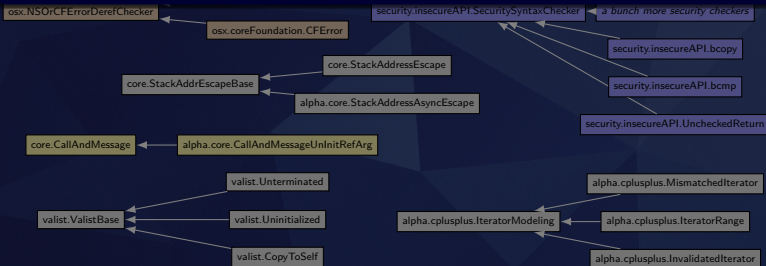 osx.NSOrCFErrorDerefChecker
security.insecureAPI.SecuritySyntaxChecker
a bunch more security checkers
osx.coreFoundation.CFError
security.insecureAPI.bcopy
core.StackAddressEscape
core.StackAddrEscapeBase
security.insecureAPI.bcmp
alpha.core.StackAddressAsyncEscape
security.insecureAPI.UncheckedReturn
core.CallAndMessage
alpha.core.CallAndMessageUnInitRefArg
valist.Unterminated
alpha.cplusplus.MismatchedIterator
valist.ValistBase
valist.Uninitialized
alpha.cplusplus.IteratorModeling
alpha.cplusplus.IteratorRange
valist.CopyToSelf
alpha.cplusplus.InvalidatedIterator